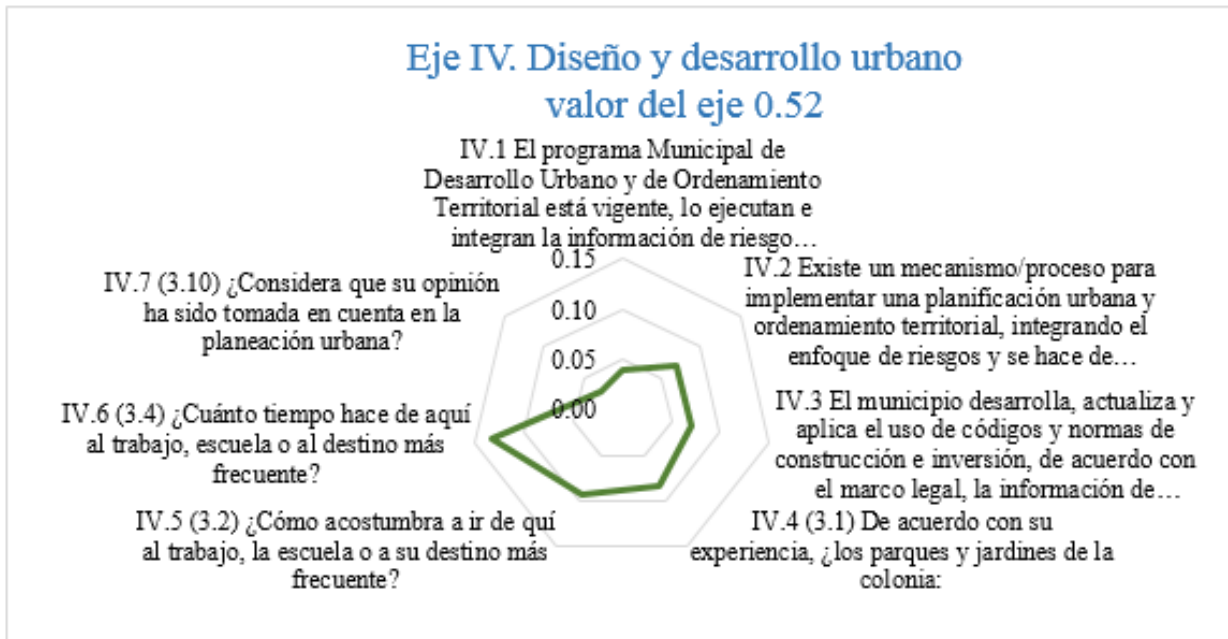 Eje IV. Diseño y desarrollo urbano
valor del eje 0.52
IV.1 El programa Municipal de
Desarrollo Urbano y de Ordenamiento
Territorial está vigente, lo ejecutan e
integran la información de riesgo…
0.15
0.10
0.05
0.00
IV.2 Existe un mecanismo/proceso para
implementar una planificación urbana y
ordenamiento territorial, integrando el
enfoque de riesgos y se hace de…
IV.3 El municipio desarrolla, actualiza y
aplica el uso de códigos y normas de
construcción e inversión, de acuerdo con
el marco legal, la información de…
IV.4 (3.1) De acuerdo con su
experiencia, ¿los parques y jardines de la
colonia:
IV.5 (3.2) ¿Cómo acostumbra a ir de quí
al trabajo, la escuela o a su destino más
frecuente?
IV.6 (3.4) ¿Cuánto tiempo hace de aquí
al trabajo, escuela o al destino más
frecuente?
IV.7 (3.10) ¿Considera que su opinión
ha sido tomada en cuenta en la
planeación urbana?